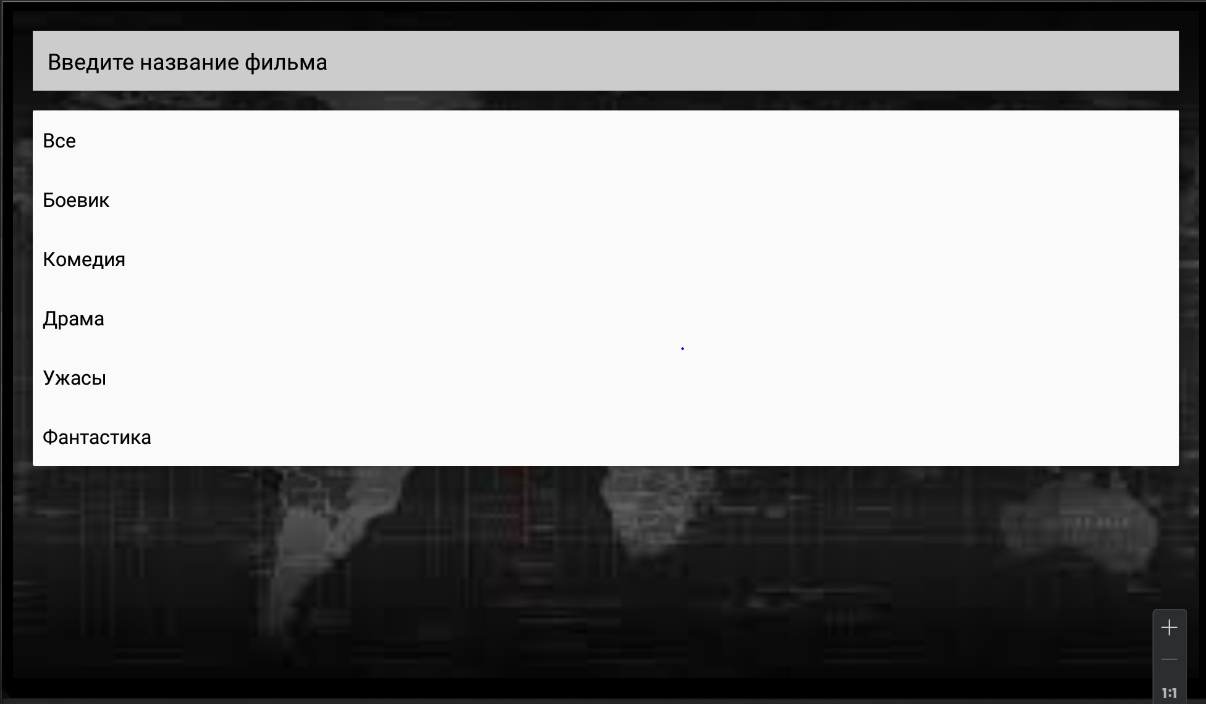 Введите название фильма
Все
Боевик
Комедия
Драма
Ужасы
Фантастика
1:1